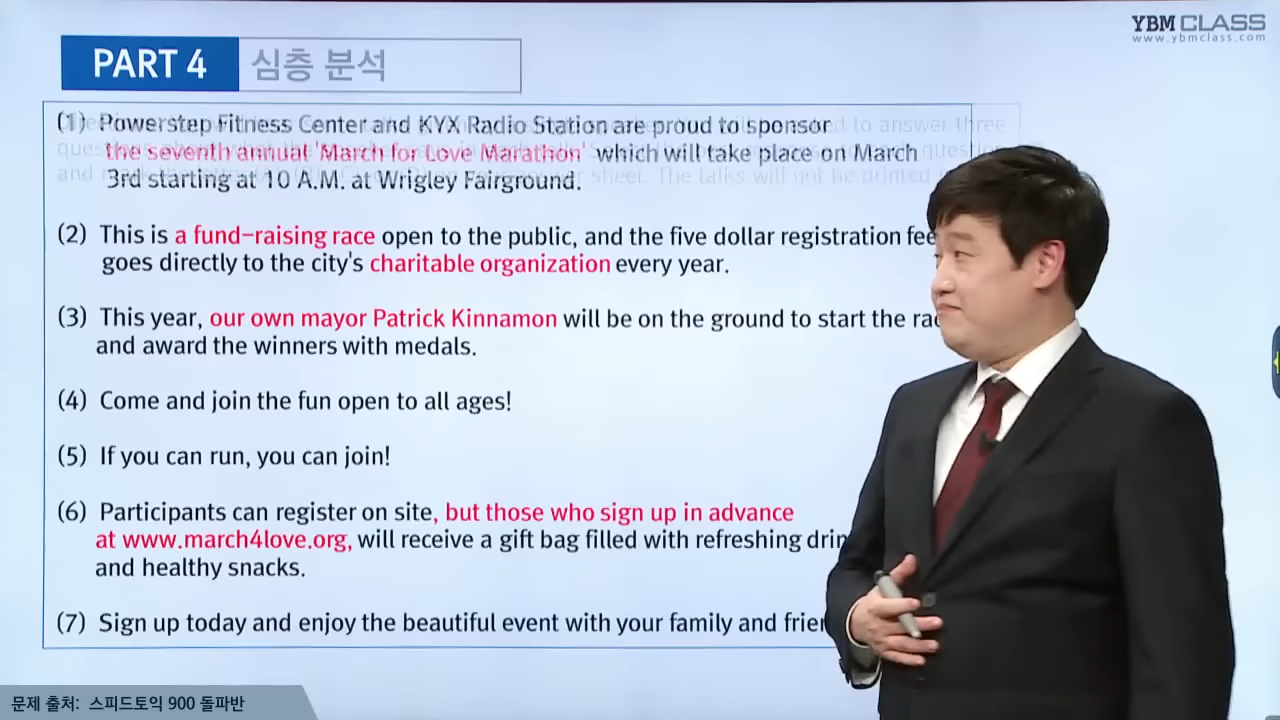 YBM CLASS
www.ybmclass.com
PART 4 심층 분석
(1) Powerstep Fitness Center and KYX Radio Station are proud to sponsor
the seventh annual 'March for Love Marathon' which will take place on March
3rd starting at 10 A.M. at Wrigley Fairground.
(2) This is a fund-raising race open to the public, and the five dollar registration fee
goes directly to the city's charitable organization every year.
(3) This year, our own mayor Patrick Kinnamon will be on the ground to start the
and award the winners with medals.
(4) Come and join the fun open to all ages!
(5) If you can run, you can join!
(6) Participants can register on site, but those who sign up in advance
at www.march4love.org, will receive a gift bag filled with refreshing
and healthy snacks.
(7) Sign up today and enjoy the beautiful event with your family and
문제 출처: 스피드토익 900 돌파반